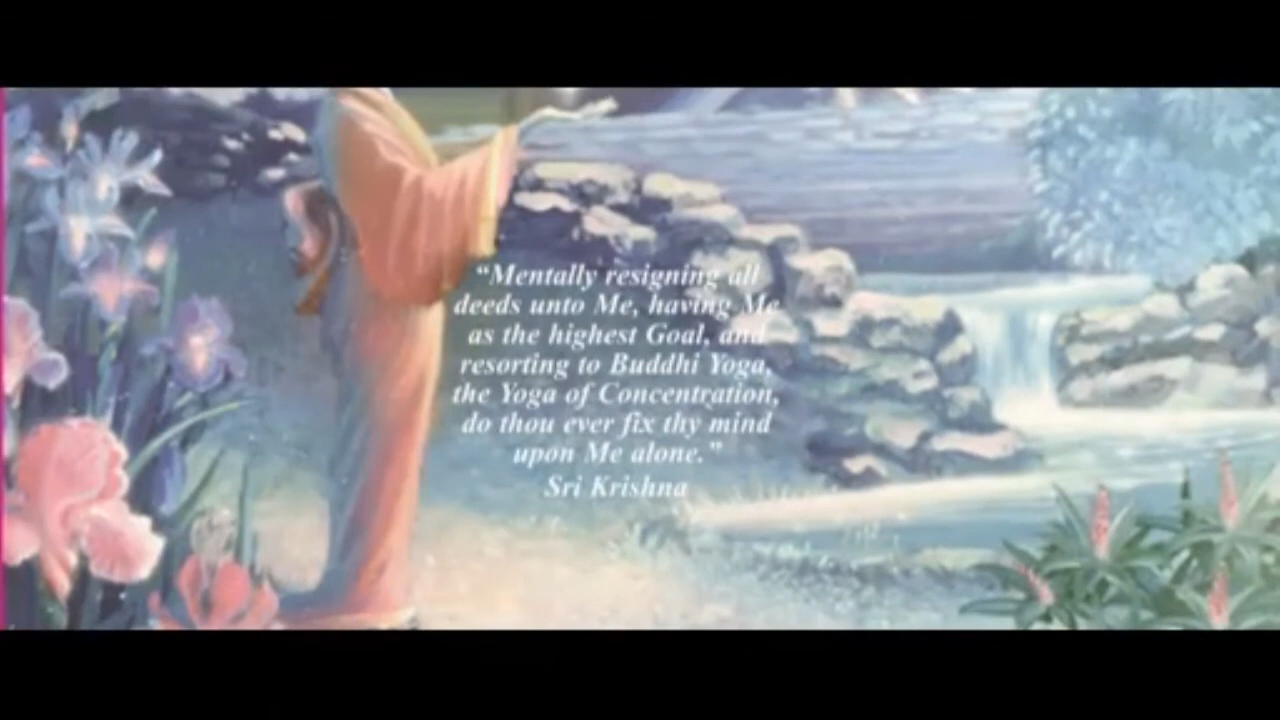 “Mentally resigning all
deeds unto Me, having Me
as the highest Goal, and
resorting to Buddhi Yoga,
the Yoga of Concentration,
do thou ever fix thy mind
upon Me alone.”
Sri Krishna